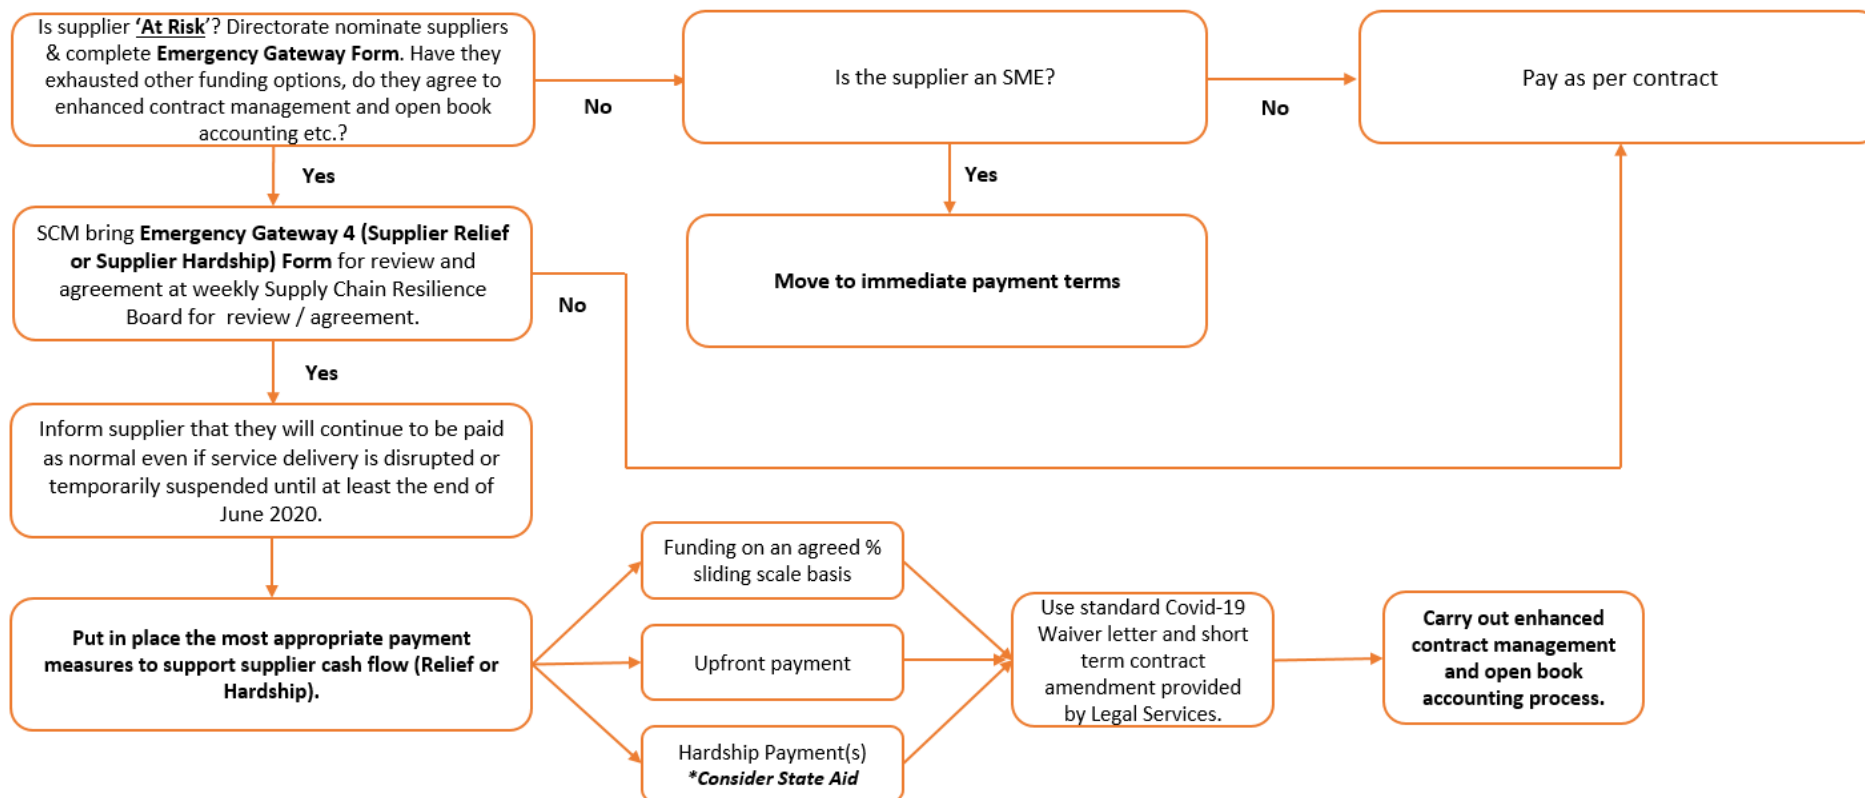 Is supplier ‘At Risk’? Directorate nominate suppliers
& complete Emergency Gateway Form. Have they
exhausted other funding options, do they agree to
enhanced contract management and open book
accounting etc.?
No
Is the supplier an SME?
No
Pay as per contract
Yes
Yes
SCM bring Emergency Gateway 4 (Supplier Relief
or Supplier Hardship) Form for review and
agreement at weekly Supply Chain Resilience
Board for review / agreement.
No
Move to immediate payment terms
Yes
Inform supplier that they will continue to be paid
as normal even if service delivery is disrupted or
temporarily suspended until at least the end of
June 2020.
Put in place the most appropriate payment
measures to support supplier cash flow (Relief or
Hardship).
Funding on an agreed %
sliding scale basis
Upfront payment
Hardship Payment(s)
*Consider State Aid
Use standard Covid-19
Waiver letter and short
term contract
amendment provided
by Legal Services.
Carry out enhanced
contract management
and open book
accounting process.